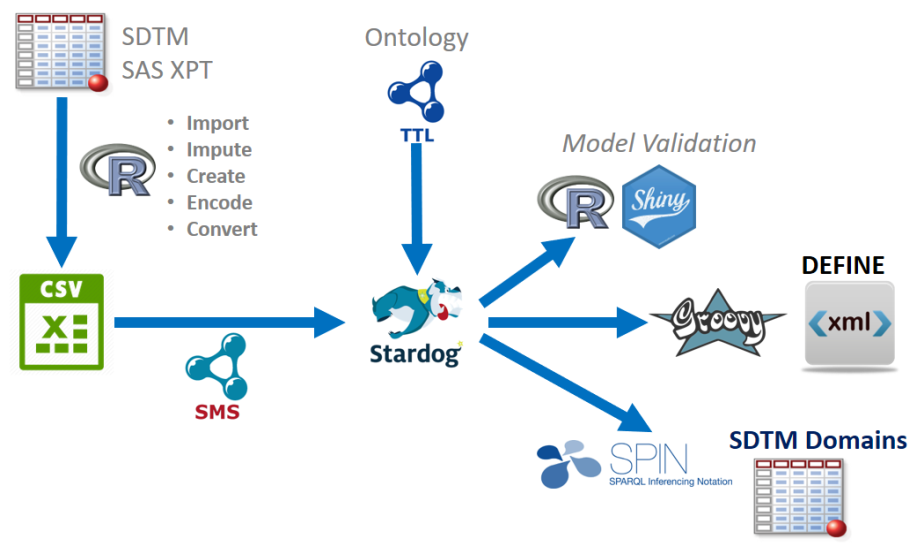 SDTM
SAS XPT
Ontology
TTL
R
• Import
• Impute
• Create
• Encode
• Convert
Model Validation
R
Shiny
CSV
X
SMS
Stardog
Groovy
DEFINE
<xml>
SPIN
SPARQL Inferencing Notation
SDTM Domains